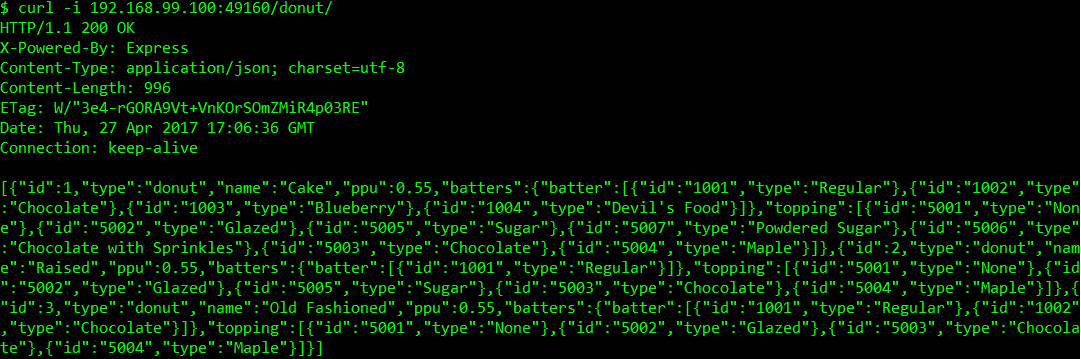 $ curl -i 192.168.99.100:49160/donut/
HTTP/1.1 200 OK
X-Powered-By: Express
Content-Type: application/json; charset=utf-8
Content-Length: 996
ETag: W/"3e4-rGORA9Vt+VnKOrSOmZMiR4p03RE"
Date: Thu, 27 Apr 2017 17:06:36 GMT
Connection: keep-alive

[{"id":1,"type":"donut","name":"Cake","ppu":0.55,"batters":{"batter":[{"id":"1001","type":"Regular"},{"id":"1002","type"
:"Chocolate"},{"id":"1003","type":"Blueberry"},{"id":"1004","type":"Devil's Food"}]},"topping":[{"id":"5001","type":"Non
e"},{"id":"5002","type":"Glazed"},{"id":"5005","type":"Sugar"},{"id":"5007","type":"Powdered Sugar"},{"id":"5006","type"
:"Chocolate with Sprinkles"},{"id":"5003","type":"Chocolate"},{"id":"5004","type":"Maple"}]},{"id":2,"type":"donut","nam
e":"Raised","ppu":0.55,"batters":{"batter":[{"id":"1001","type":"Regular"}]},"topping":[{"id":"5001","type":"None"},{"id
":"5002","type":"Glazed"},{"id":"5005","type":"Sugar"},{"id":"5003","type":"Chocolate"},{"id":"5004","type":"Maple"}]},{
"id":3,"type":"donut","name":"Old Fashioned","ppu":0.55,"batters":{"batter":[{"id":"1001","type":"Regular"},{"id":"1002"
,"type":"Chocolate"}]},"topping":[{"id":"5001","type":"None"},{"id":"5002","type":"Glazed"},{"id":"5003","type":"Chocola
te"},{"id":"5004","type":"Maple"}]}]